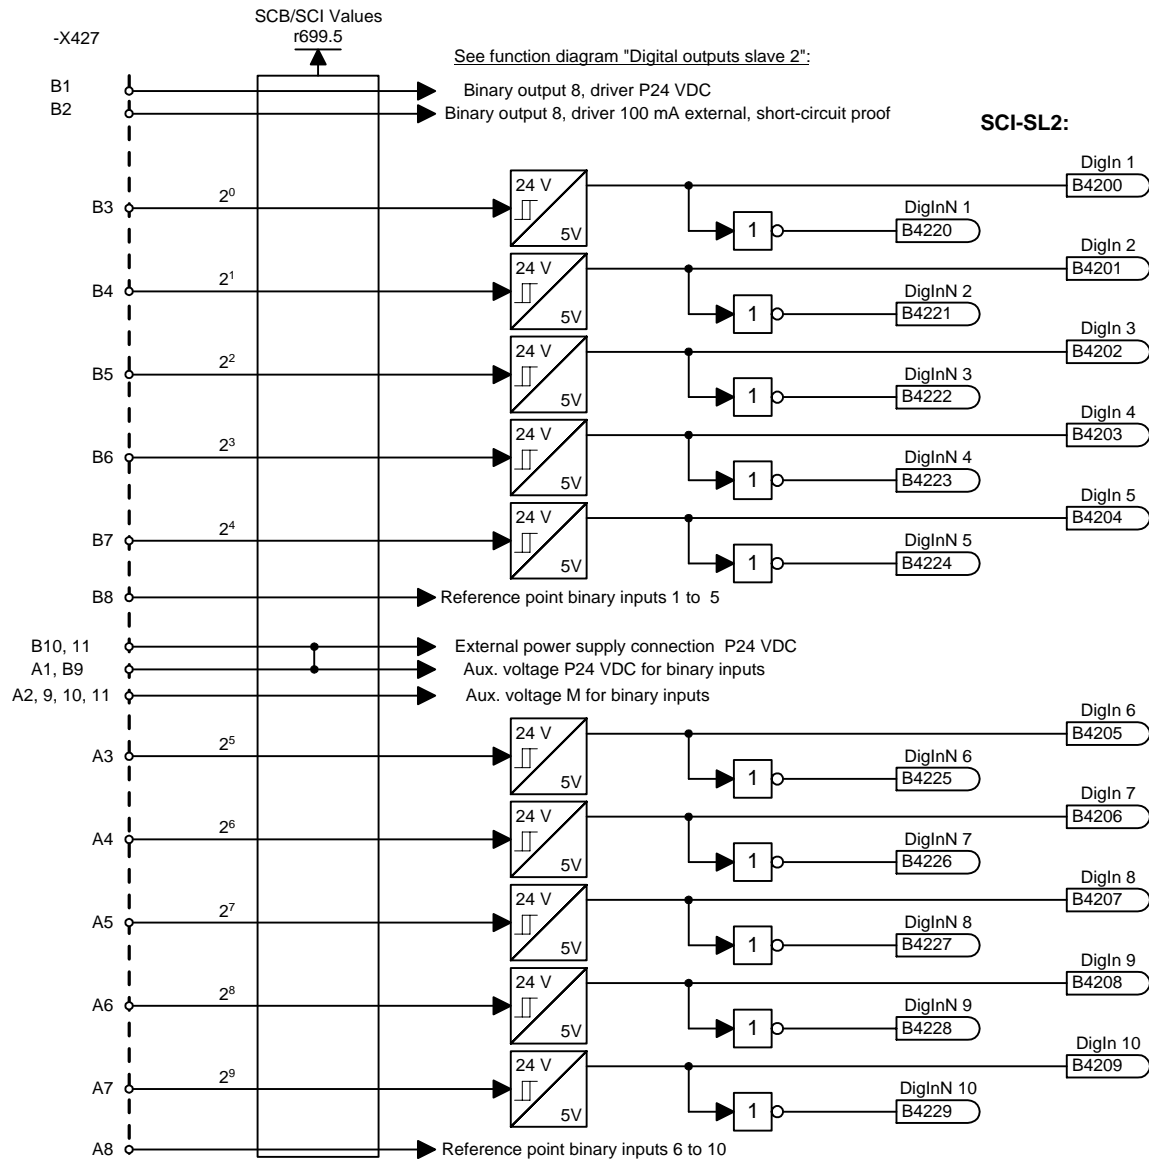 SCB/SCI Values
-X427
r699.5
See function diagram "Digital outputs slave 2":
B1
Binary output 8, driver P24 VDC
B2
Binary output 8, driver 100 mA external, short-circuit proof
SCI-SL2:
DigIn 1
24 V
B4200
B3
2⁰
DigInN 1
5V
1
B4220
DigIn 2
24 V
B4201
B4
2¹
DigInN 2
5V
1
B4221
DigIn 3
24 V
B4202
B5
2²
DigInN 3
5V
1
B4222
DigIn 4
24 V
B4203
B6
2³
DigInN 4
5V
1
B4223
DigIn 5
24 V
B4204
B7
2⁴
DigInN 5
5V
1
B4224
B8
Reference point binary inputs 1 to 5
B10, 11
External power supply connection P24 VDC
A1, B9
Aux. voltage P24 VDC for binary inputs
A2, 9, 10, 11
Aux. voltage M for binary inputs
DigIn 6
24 V
B4205
A3
2⁵
DigInN 6
5V
1
B4225
DigIn 7
24 V
B4206
A4
2⁶
DigInN 7
5V
1
B4226
DigIn 8
24 V
B4207
A5
2⁷
DigInN 8
5V
1
B4227
DigIn 9
24 V
B4208
A6
2⁸
DigInN 9
5V
1
B4228
DigIn 10
24 V
B4209
A7
2⁹
DigInN 10
5V
1
B4229
A8
Reference point binary inputs 6 to 10